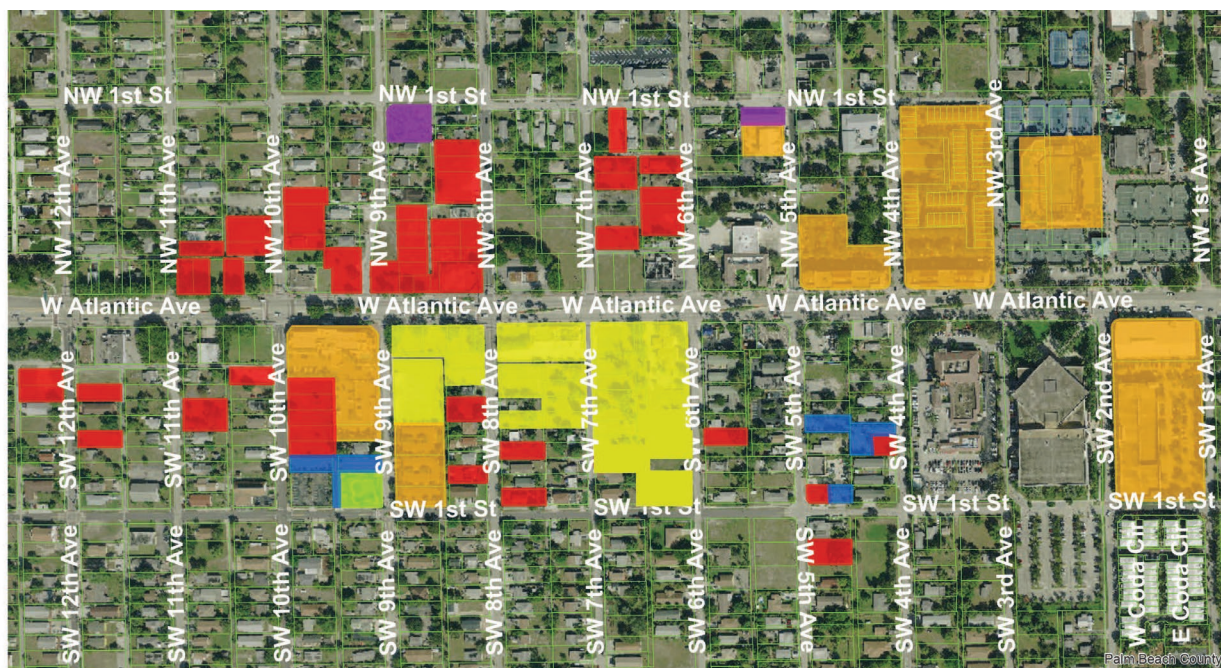 NW 1st St
NW 1st St
NW 1st St
NW 1st St
NW 12th Ave
NW 11th Ave
NW 10th Ave
NW 9th Ave
NW 8th Ave
NW 7th Ave
NW 6th Ave
NW 5th Ave
NW 4th Ave
NW 3rd Ave
NW 1st Ave
W Atlantic Ave
W Atlantic Ave
W Atlantic Ave
W Atlantic Ave
W Atlantic Ave
SW 12th Ave
SW 11th Ave
SW 10th Ave
SW 9th Ave
SW 8th Ave
SW 7th Ave
SW 6th Ave
SW 5th Ave
SW 4th Ave
SW 2nd Ave
SW 1st St
SW 1st St
SW 1st St
SW 1st St
SW 12th Ave
SW 11th Ave
SW 10th Ave
SW 9th Ave
SW 8th Ave
SW 7th Ave
SW 6th Ave
SW 5th Ave
SW 4th Ave
SW 3rd Ave
W Coda Cir
E Coda Cir
Palm Beach County